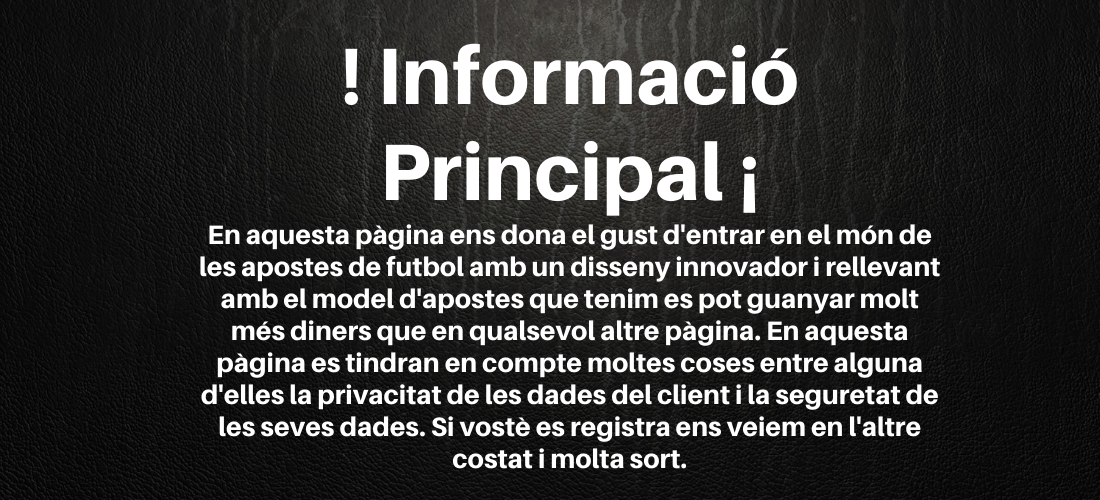 ! Informació
Principal ¡
En aquesta pàgina ens dona el gust d'entrar en el món de
les apostes de futbol amb un disseny innovador i rellevant
amb el model d'apostes que tenim es pot guanyar molt
més diners que en qualsevol altre pàgina. En aquesta
pàgina es tindran en compte moltes coses entre alguna
d'elles la privacitat de les dades del client i la seguretat de
les seves dades. Si vostè es registra ens veiem en l'altre
costat i molta sort.